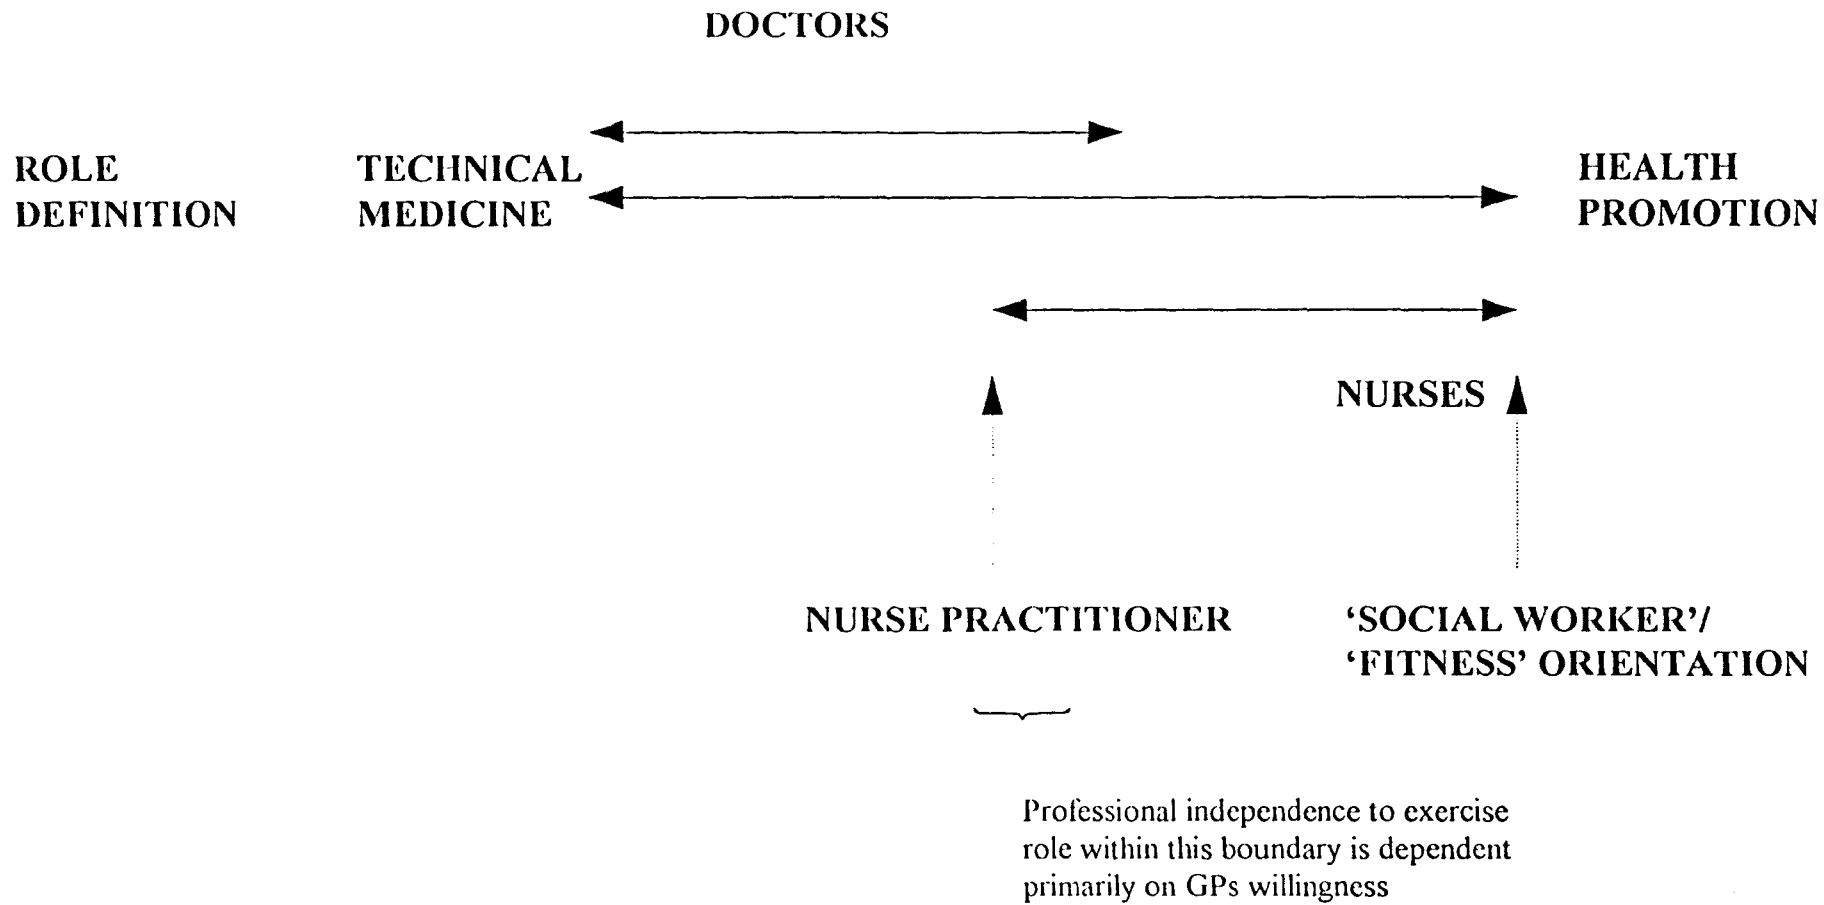 DOCTORS
ROLE
DEFINITION
TECHNICAL
MEDICINE
HEALTH
PROMOTION
NURSES
NURSE PRACTITIONER
‘SOCIAL WORKER’/
‘FITNESS’ ORIENTATION
Professional independence to exercise
role within this boundary is dependent
primarily on GPs willingness